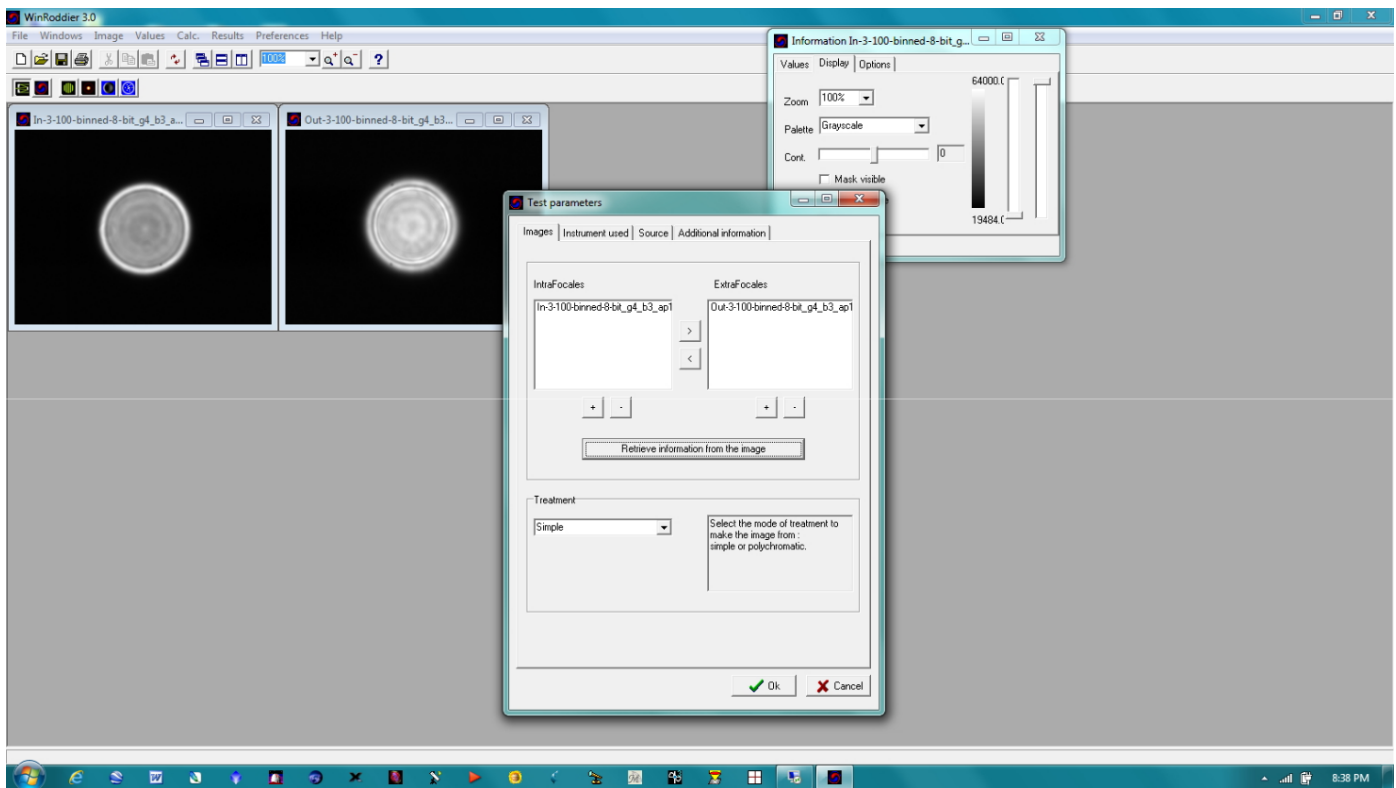 WinRoddier 3.0
File Windows Image Values Calc. Results Preferences Help
100%
In-3-100-binned-8-bit_g4_b3_a...
Out-3-100-binned-8-bit_g4_b3...
Information In-3-100-binned-8-bit_g...
Values Display Options
64000.(
Zoom 100%
Palette Grayscale
Cont. 0
Mask visible
19484.(
Test parameters
Images Instrument used Source Additional information
IntraFocales ExtraFocales
In-3-100-binned-8-bit_g4_b3_ap1 Out-3-100-binned-8-bit_g4_b3_ap1
>
<
+ - + -
Retrieve information from the image
Treatment
Simple
Select the mode of treatment to
make the image from :
simple or polychromatic.
Ok Cancel
8:38 PM